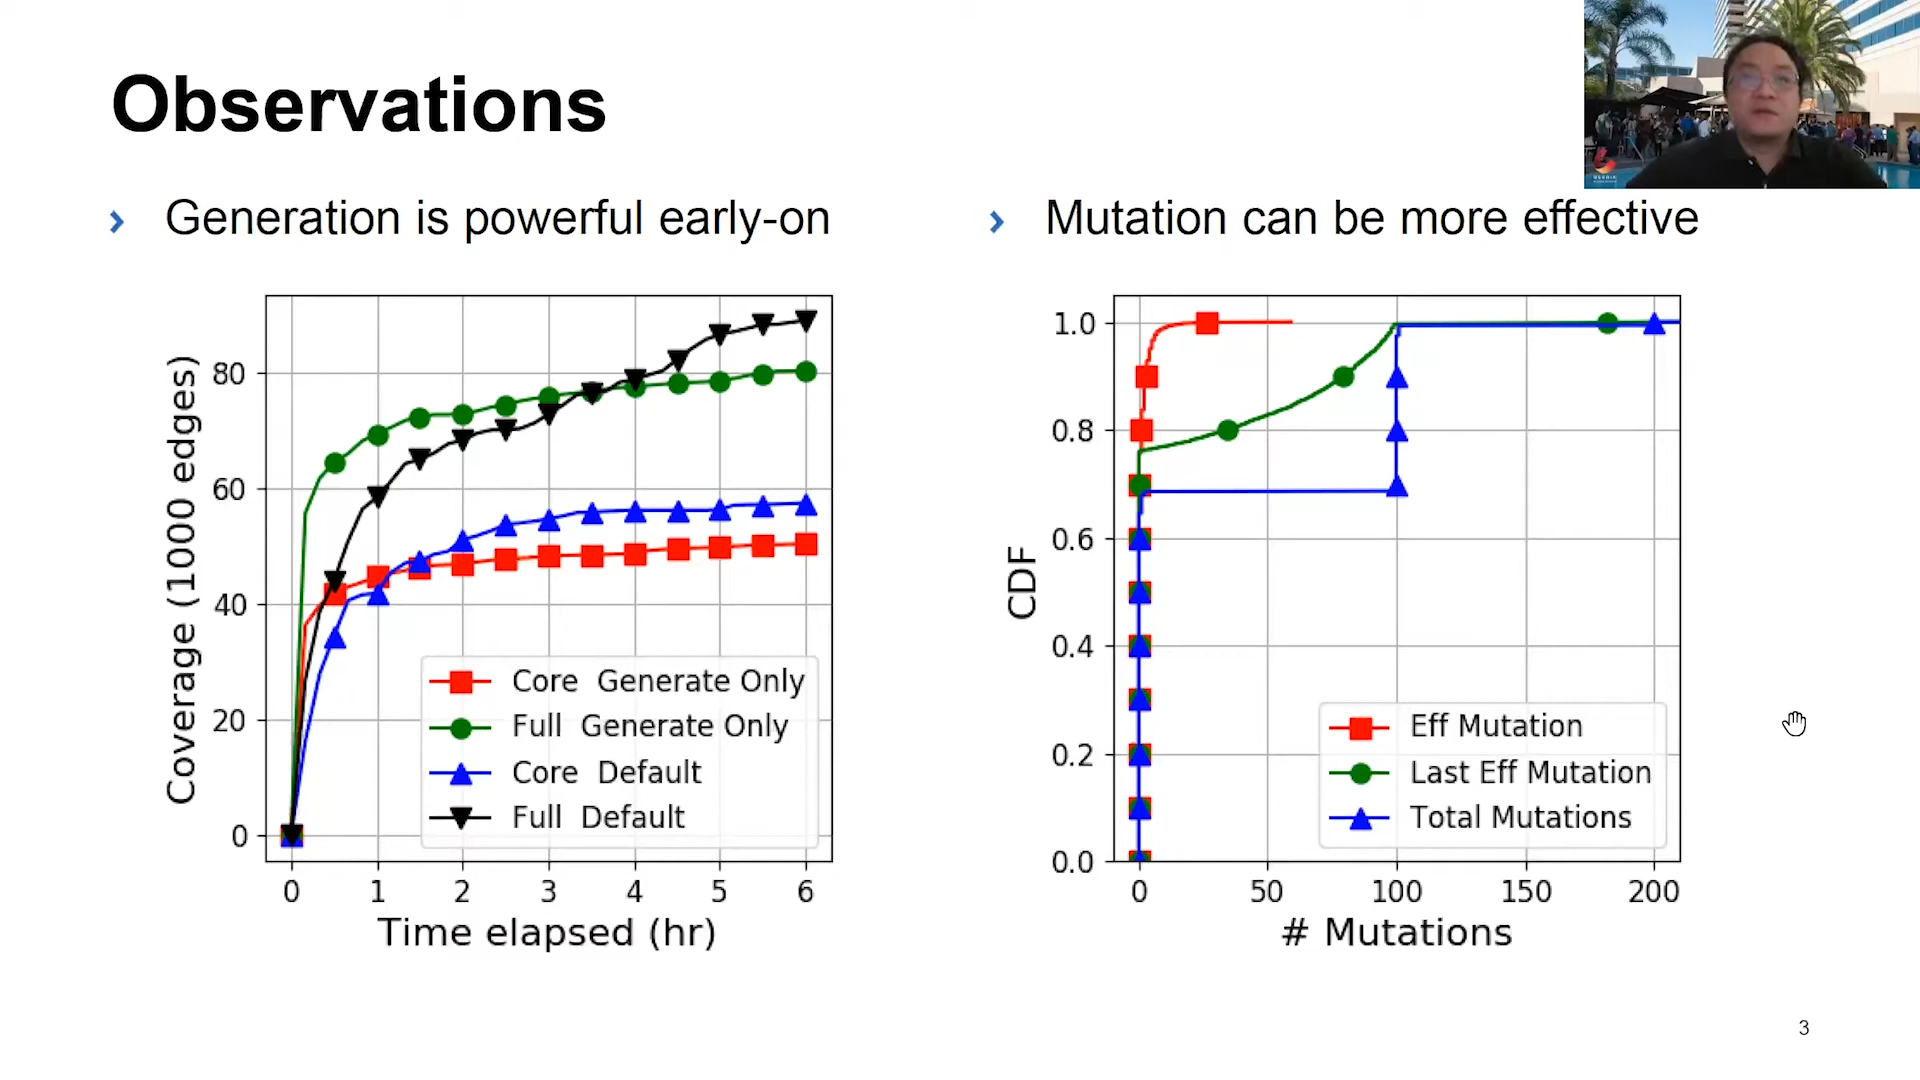 Observations
› Generation is powerful early-on
› Mutation can be more effective
Coverage (1000 edges)
80
60
40
20
0
0 1 2 3 4 5 6
Time elapsed (hr)
Core Generate Only
Full Generate Only
Core Default
Full Default
CDF
1.0
0.8
0.6
0.4
0.2
0.0
0 50 100 150 200
# Mutations
Eff Mutation
Last Eff Mutation
Total Mutations
3